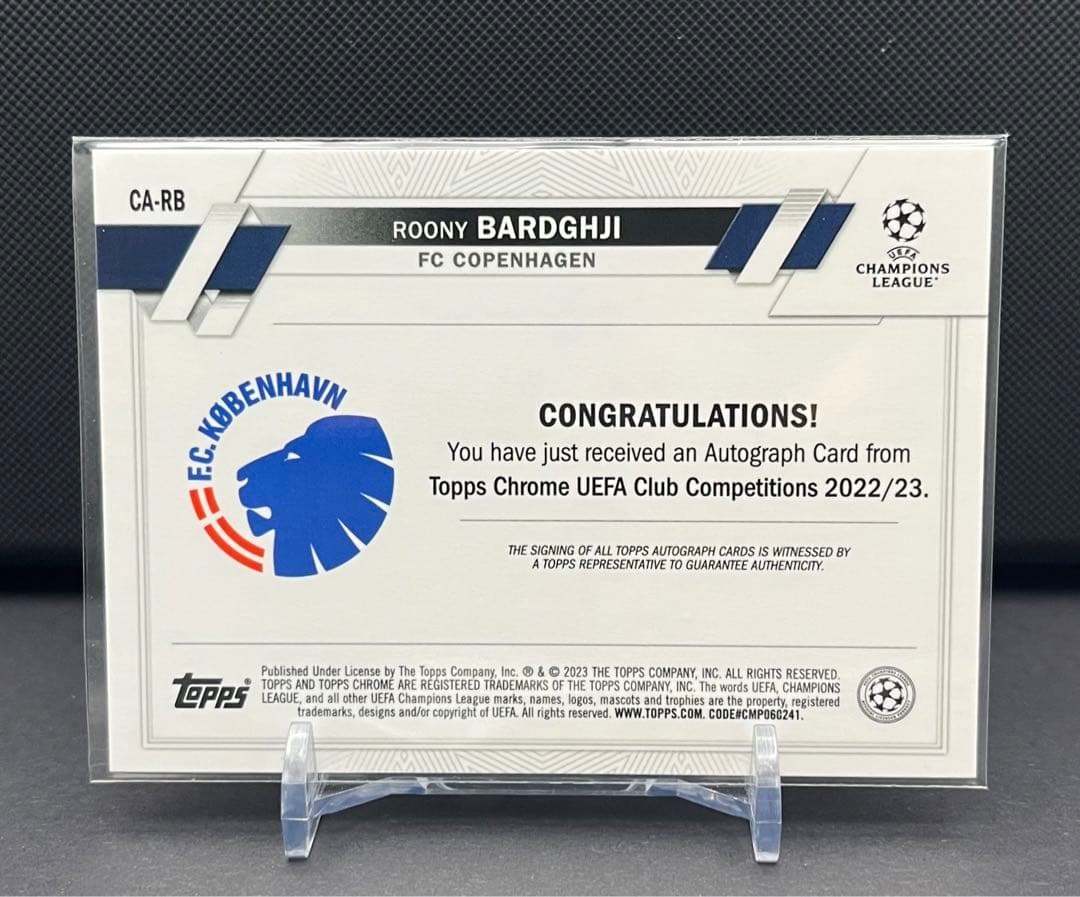 CA-RB
ROONY BARDGHJI
FC COPENHAGEN
UEFA
CHAMPIONS
LEAGUE®
F.C. KØBENHAVN
CONGRATULATIONS!
You have just received an Autograph Card from
Topps Chrome UEFA Club Competitions 2022/23.
THE SIGNING OF ALL TOPPS AUTOGRAPH CARDS IS WITNESSED BY
A TOPPS REPRESENTATIVE TO GUARANTEE AUTHENTICITY.
topps®
Published Under License by The Topps Company, Inc. ® & © 2023 THE TOPPS COMPANY, INC. ALL RIGHTS RESERVED.
TOPPS AND TOPPS CHROME ARE REGISTERED TRADEMARKS OF THE TOPPS COMPANY, INC. The words UEFA, CHAMPIONS
LEAGUE, and all other UEFA Champions League marks, names, logos, mascots and trophies are the property, registered
trademarks, designs and/or copyright of UEFA. All rights reserved. WWW.TOPPS.COM. CODE#CMP060241.